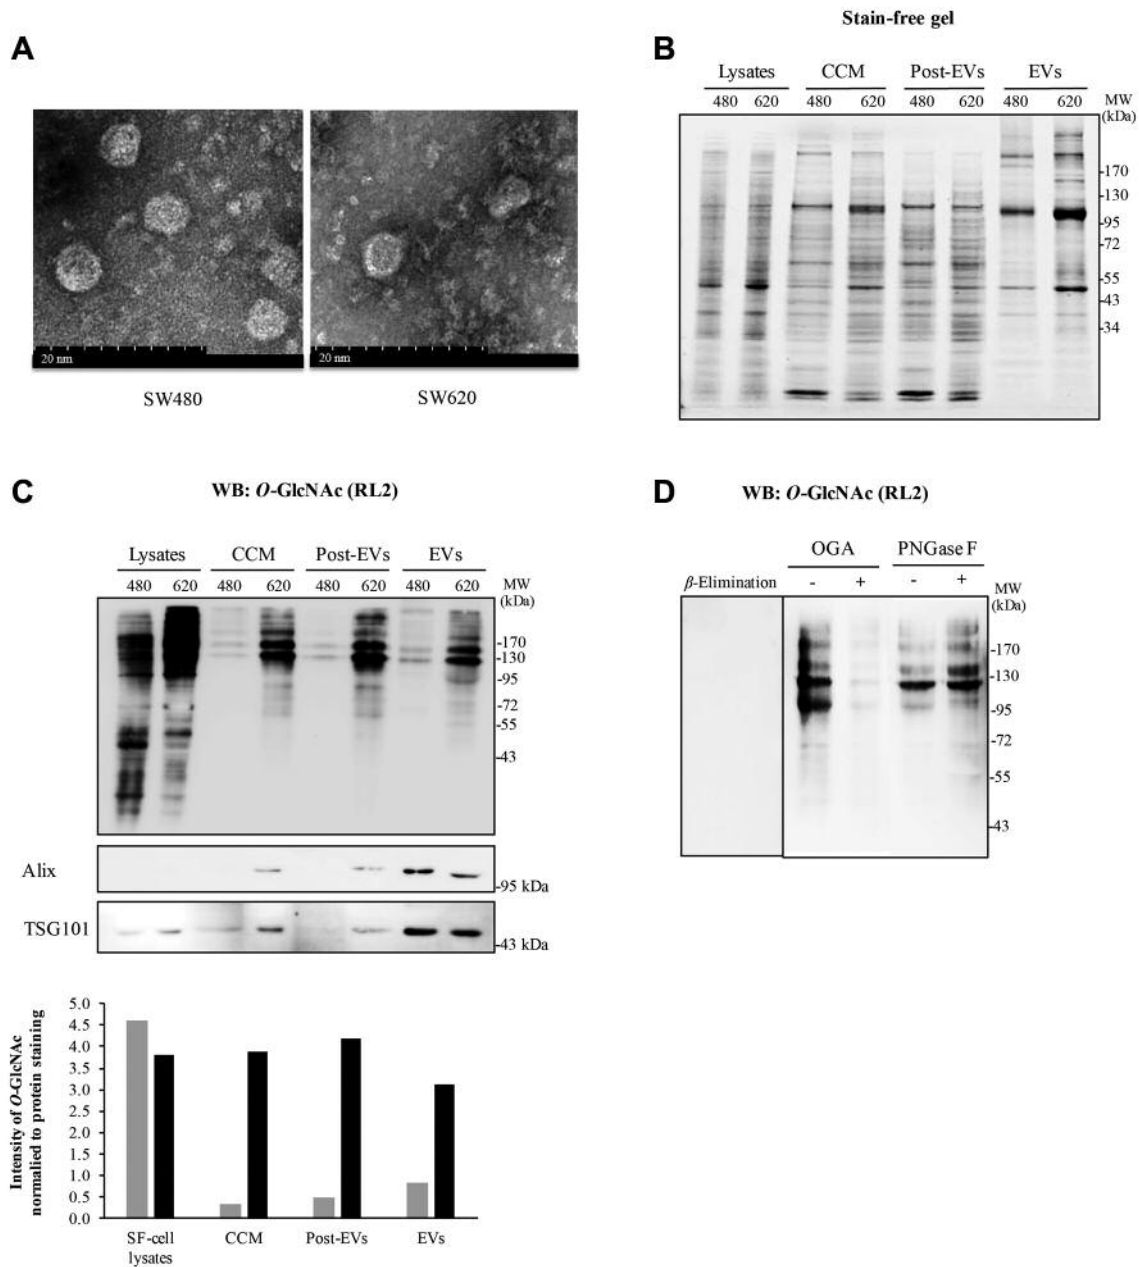 A
20 nm
20 nm
SW480
SW620
Stain-free gel
B
Lysates CCM Post-EVs EVs
480 620 480 620 480 620 480 620 MW
(kDa)
-170
-130
-95
-72
-55
-43
-34
C
WB: O-GlcNAc (RL2)
Lysates CCM Post-EVs EVs
480 620 480 620 480 620 480 620 MW
(kDa)
-170
-130
-95
-72
-55
-43
Alix
-95 kDa
TSG101
-43 kDa
Intensity of O-GlcNAc
normalied to protein staining
5.0
4.5
4.0
3.5
3.0
2.5
2.0
1.5
1.0
0.5
0.0
SF-cell
lysates
CCM
Post-EVs
EVs
D
WB: O-GlcNAc (RL2)
OGA PNGase F
β-Elimination - + - + MW
(kDa)
-170
-130
-95
-72
-55
-43